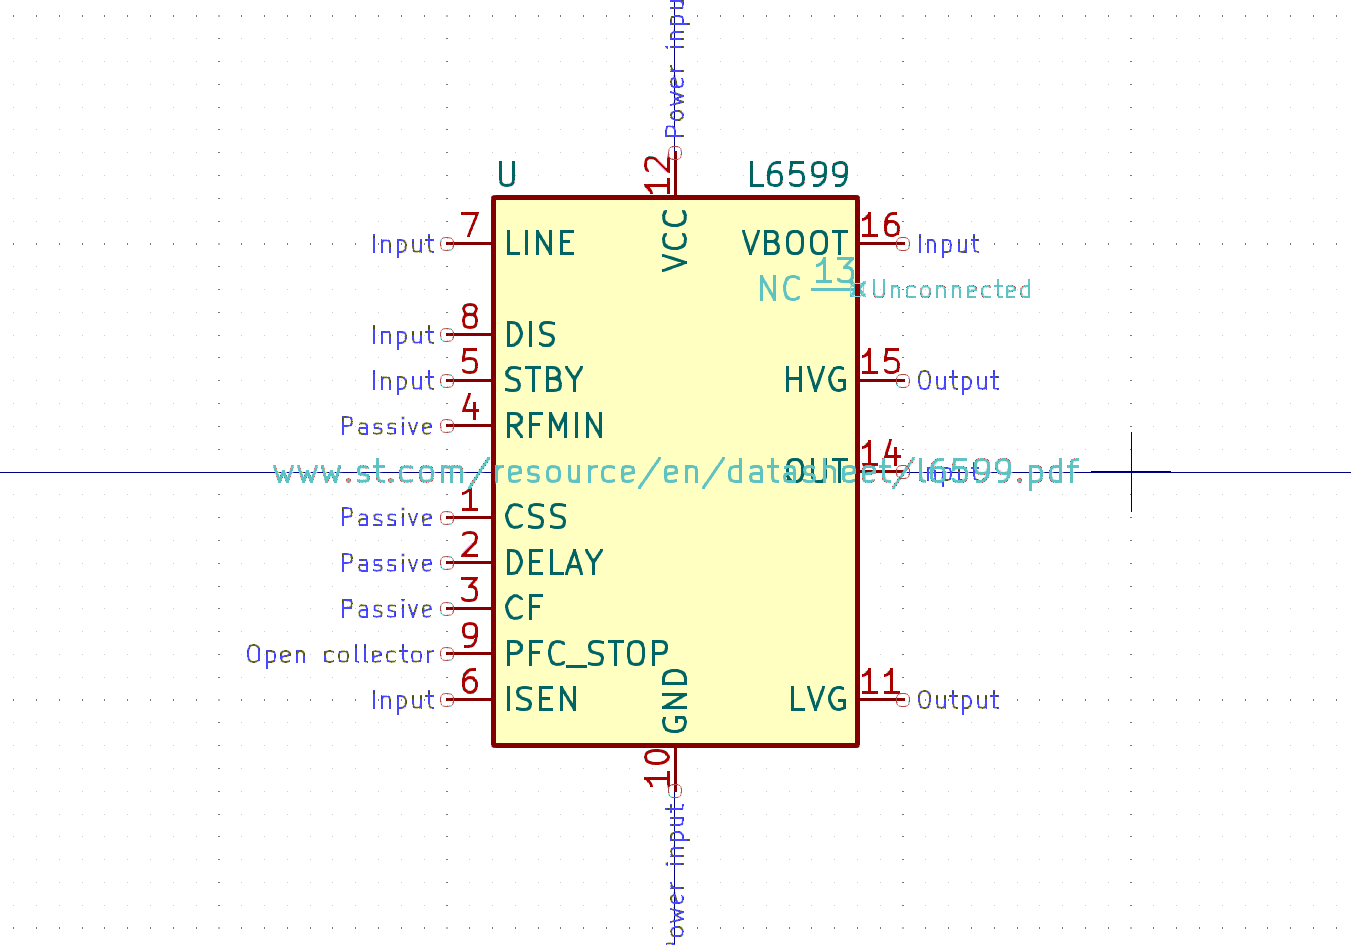 Power input
12
U L6599
VCC
7 LINE VBOOT 16
Input Input
13
NC Unconnected
8 DIS
Input
5 STBY HVG 15
Input Output
4 RFMIN
Passive
OUT 14
Input
www.st.com/resource/en/datasheet/l6599.pdf
1 CSS
Passive
2 DELAY
Passive
3 CF
Passive
9 PFC_STOP
Open collector
6 ISEN GND LVG 11
Input Output
10
Power input